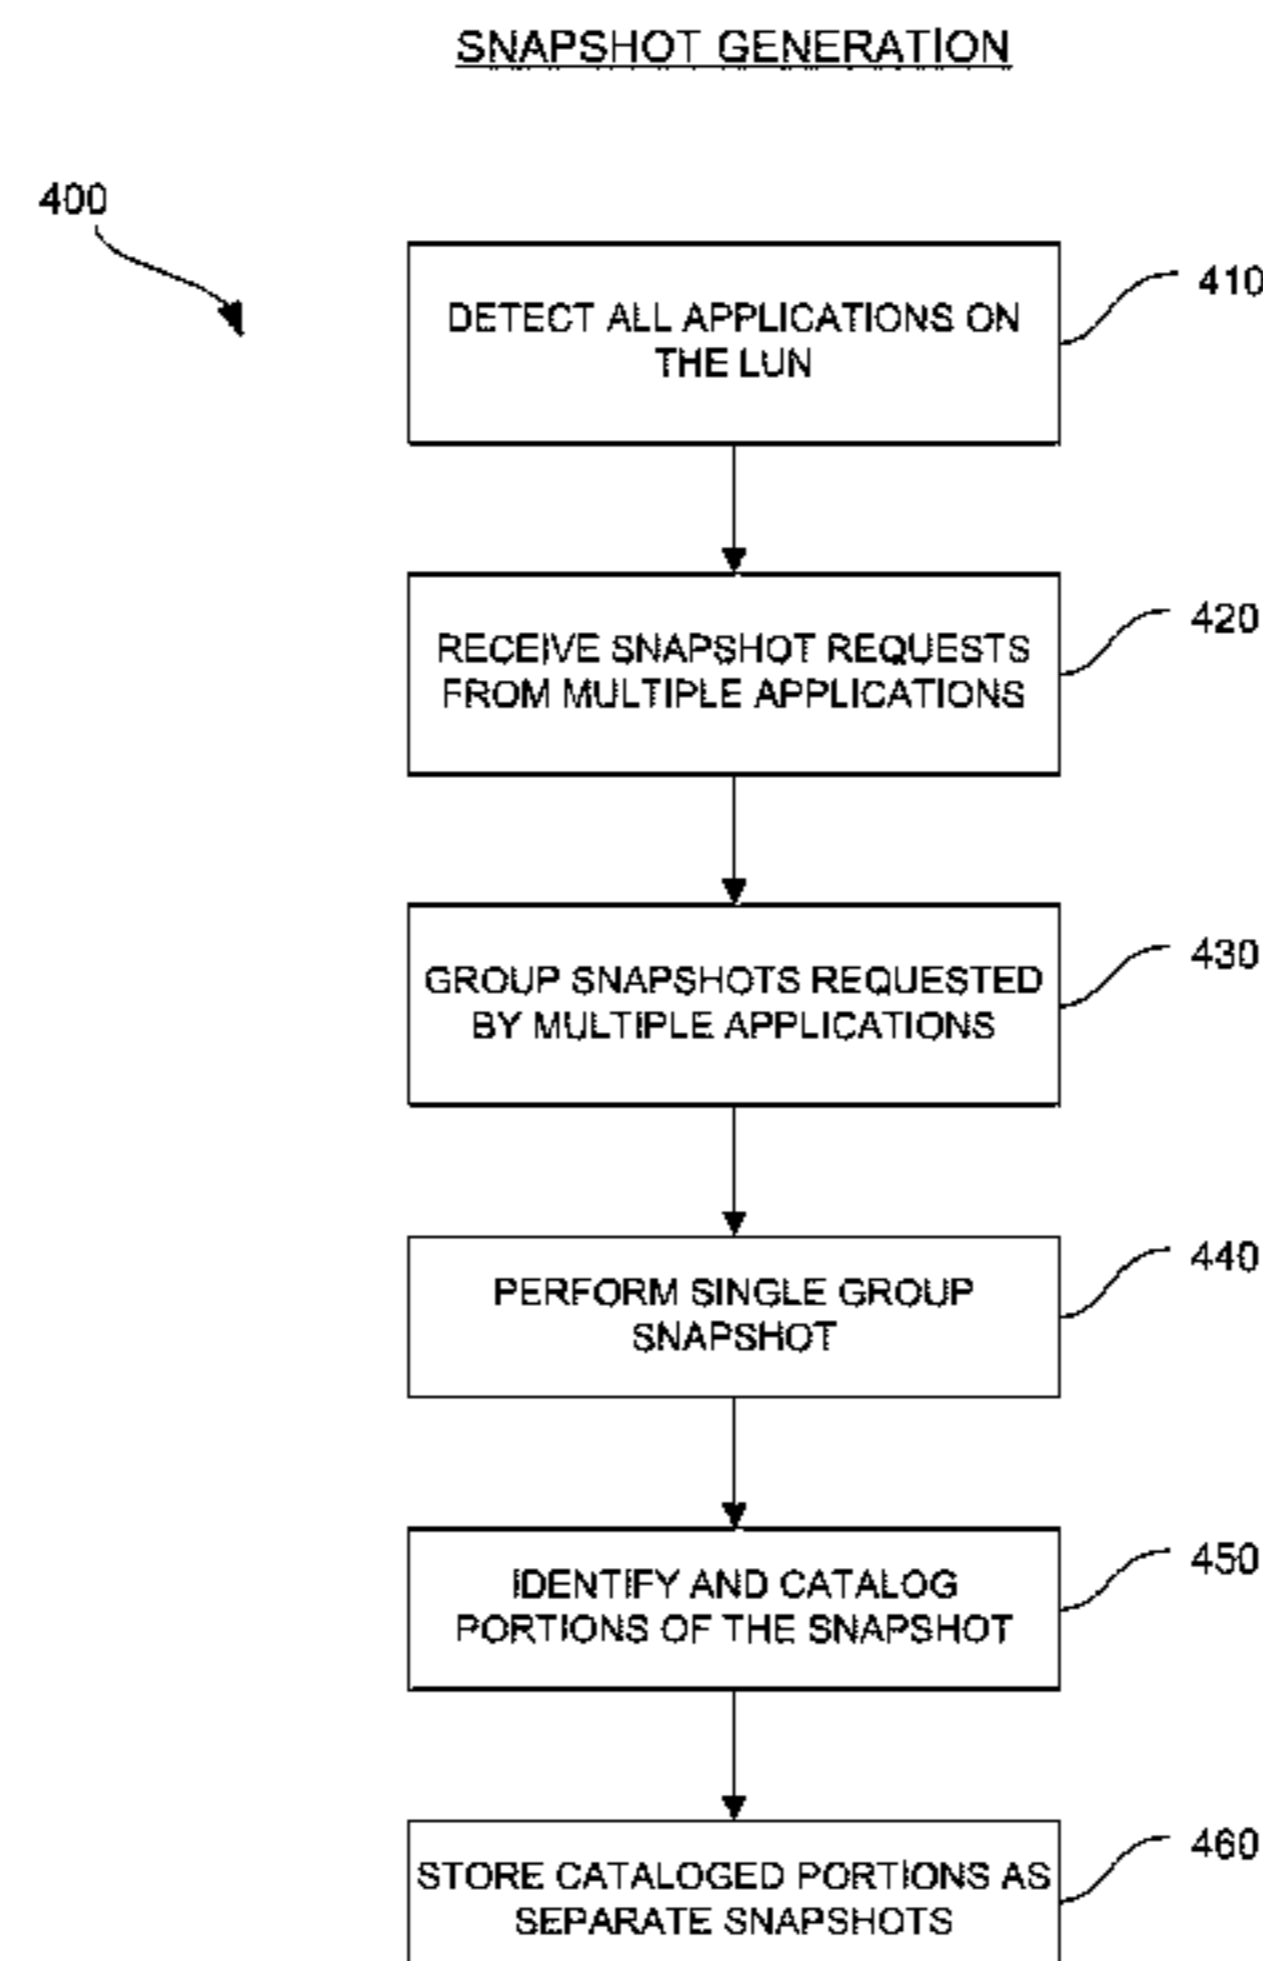 SNAPSHOT GENERATION
400
DETECT ALL APPLICATIONS ON
THE LUN
410
RECEIVE SNAPSHOT REQUESTS
FROM MULTIPLE APPLICATIONS
420
GROUP SNAPSHOTS REQUESTED
BY MULTIPLE APPLICATIONS
430
PERFORM SINGLE GROUP
SNAPSHOT
440
IDENTIFY AND CATALOG
PORTIONS OF THE SNAPSHOT
450
STORE CATALOGED PORTIONS AS
SEPARATE SNAPSHOTS
460